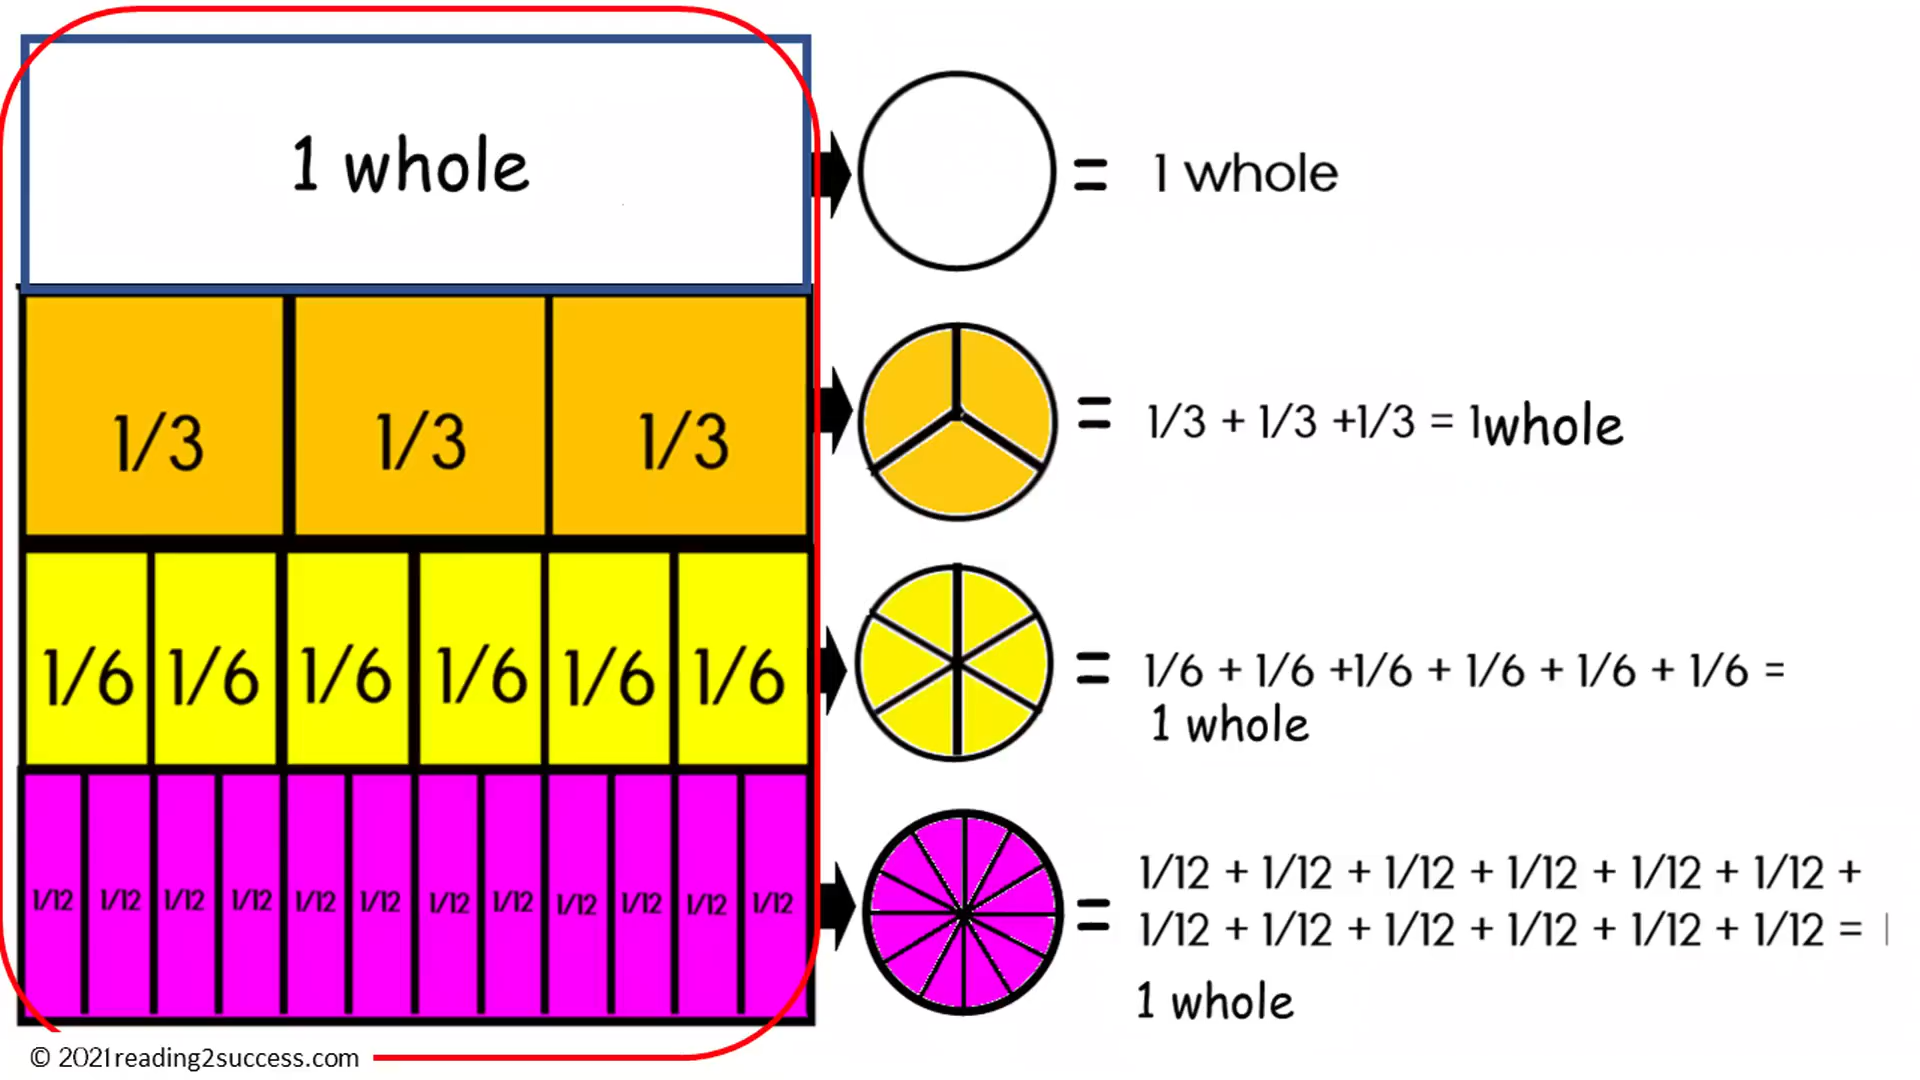 1 whole
= 1 whole
1/3 1/3 1/3
= 1/3 + 1/3 +1/3 = 1whole
1/6 1/6 1/6 1/6 1/6 1/6
= 1/6 + 1/6 +1/6 + 1/6 + 1/6 + 1/6 =
1 whole
1/12 1/12 1/12 1/12 1/12 1/12 1/12 1/12 1/12 1/12 1/12 1/12
= 1/12 + 1/12 + 1/12 + 1/12 + 1/12 + 1/12 +
1/12 + 1/12 + 1/12 + 1/12 + 1/12 + 1/12 = |
1 whole
© 2021reading2success.com